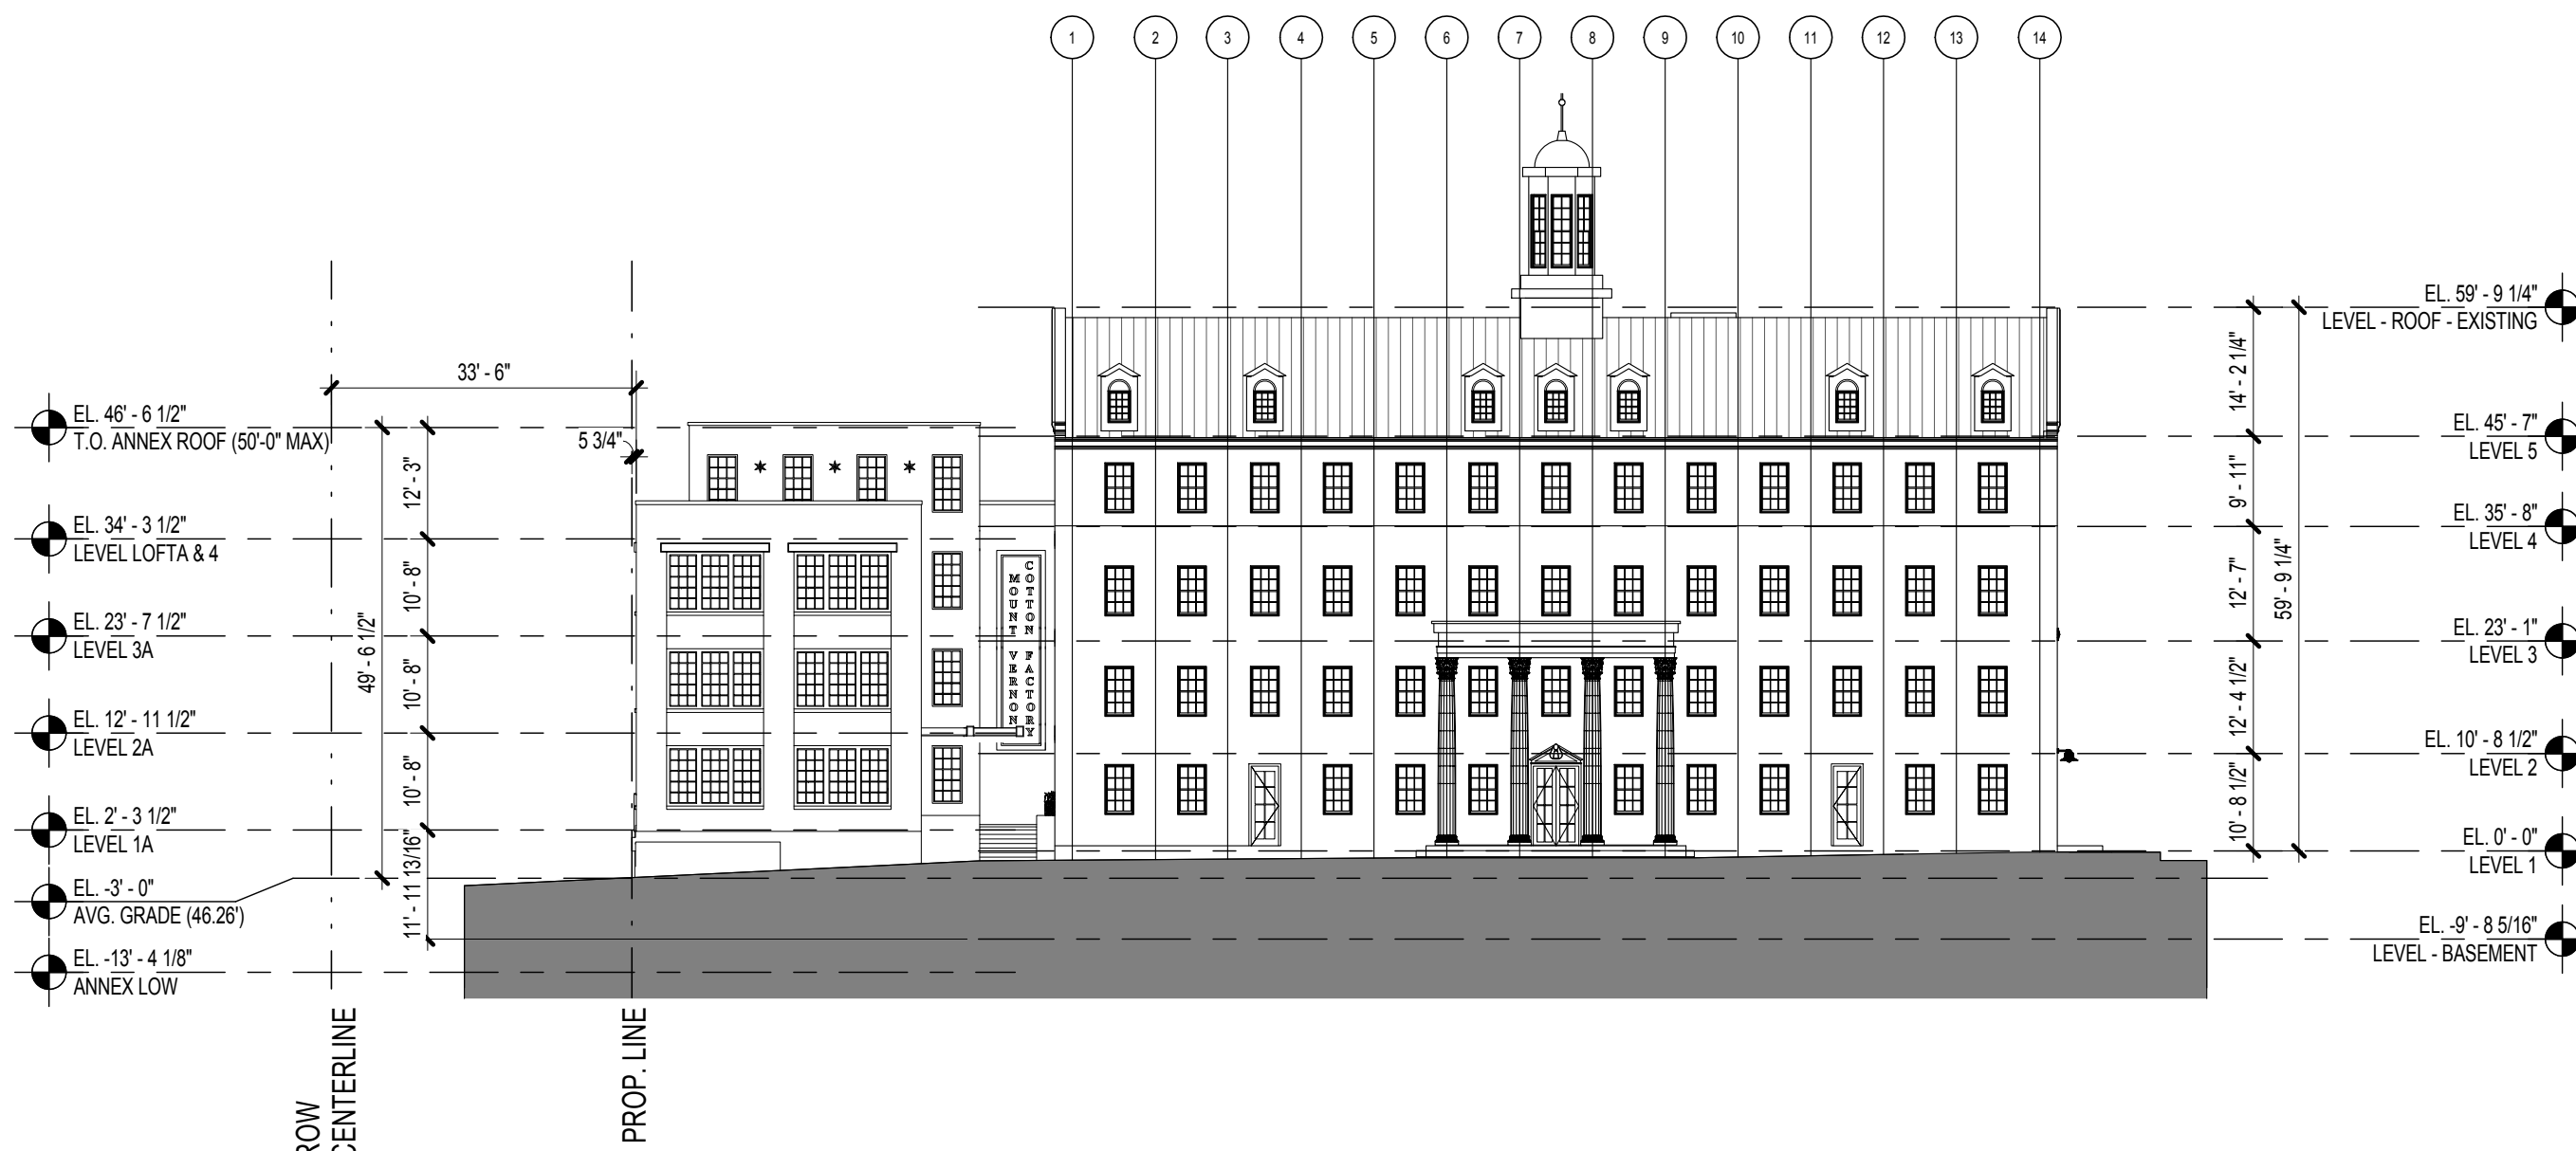 1 2 3 4 5 6 7 8 9 10 11 12 13 14
33' - 6"
5 3/4"
EL. 46' - 6 1/2"
T.O. ANNEX ROOF (50'-0" MAX)
EL. 34' - 3 1/2"
LEVEL LOFTA & 4
EL. 23' - 7 1/2"
LEVEL 3A
EL. 12' - 11 1/2"
LEVEL 2A
EL. 2' - 3 1/2"
LEVEL 1A
EL. -3' - 0"
AVG. GRADE (46.26')
EL. -13' - 4 1/8"
ANNEX LOW
49' - 6 1/2"
12' - 3"
10' - 8"
10' - 8"
10' - 8"
11' - 11 13/16"
MOUNT VERNON
COTTON FACTORY
14' - 2 1/4"
9' - 11"
12' - 7"
12' - 4 1/2"
10' - 8 1/2"
59' - 9 1/4"
EL. 59' - 9 1/4"
LEVEL - ROOF - EXISTING
EL. 45' - 7"
LEVEL 5
EL. 35' - 8"
LEVEL 4
EL. 23' - 1"
LEVEL 3
EL. 10' - 8 1/2"
LEVEL 2
EL. 0' - 0"
LEVEL 1
EL. -9' - 8 5/16"
LEVEL - BASEMENT
ROW
CENTERLINE
PROP. LINE